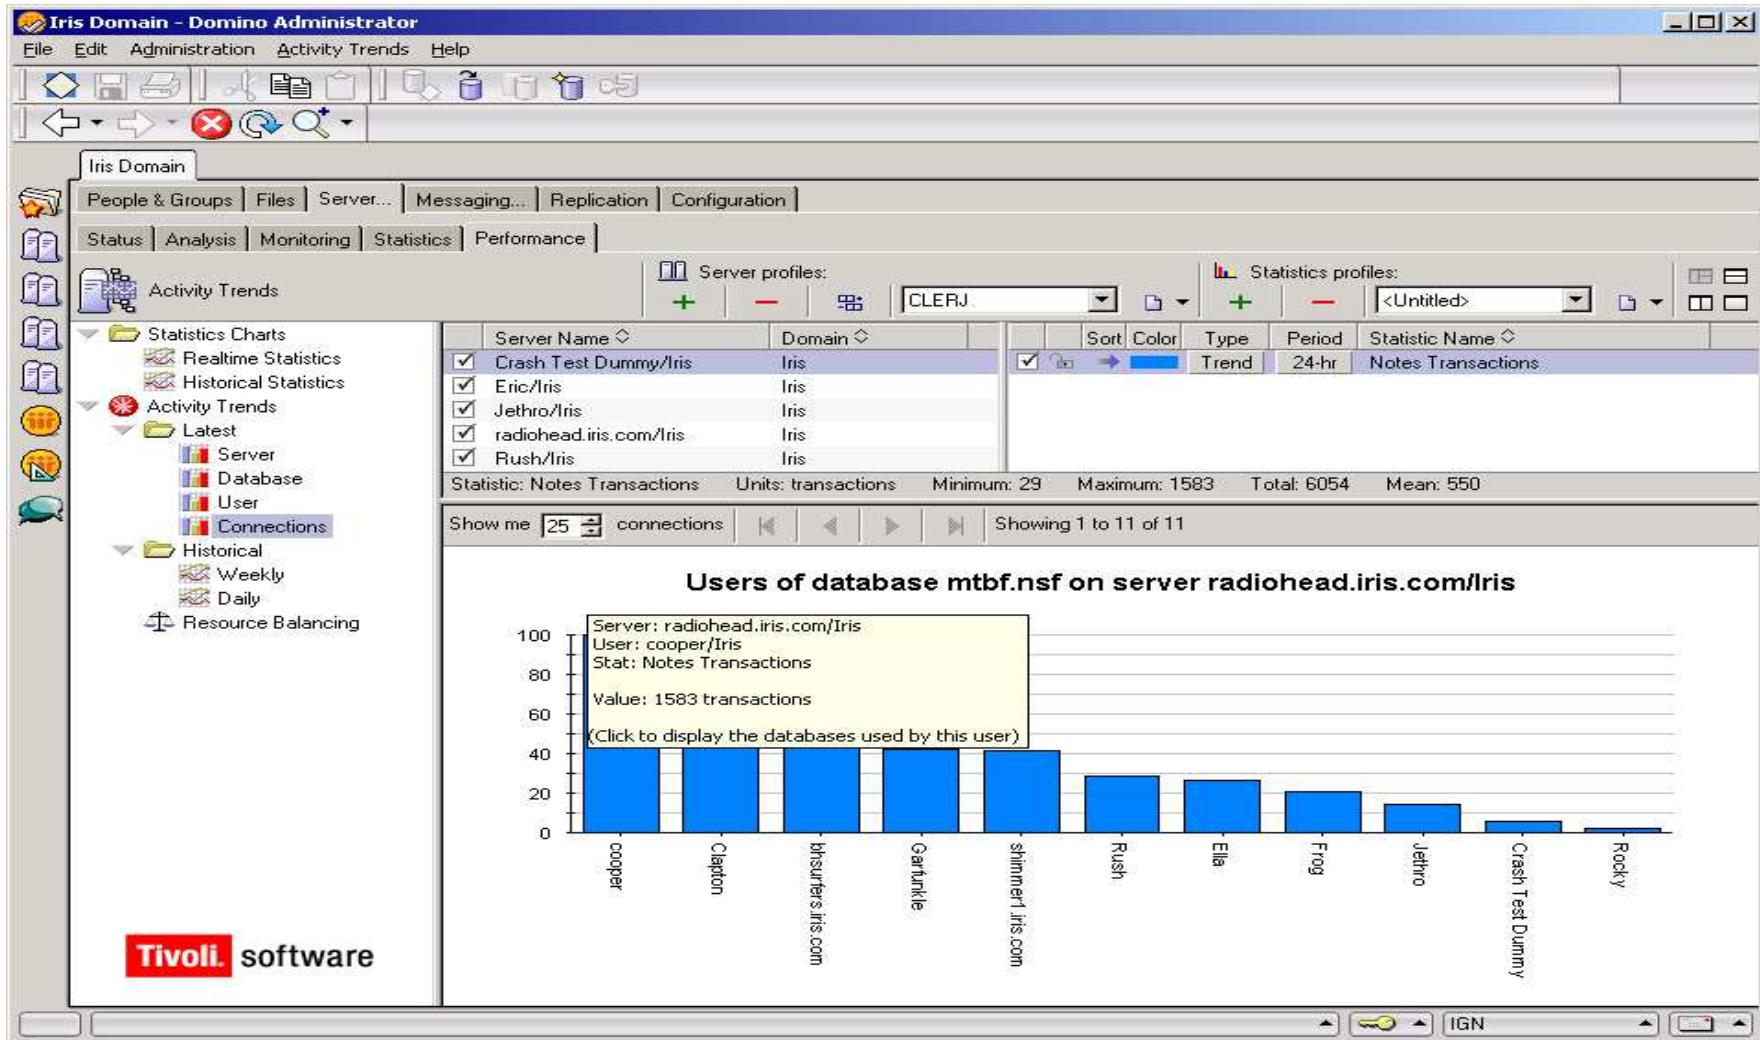 Iris Domain - Domino Administrator
File Edit Administration Activity Trends Help
Iris Domain
People & Groups Files Server... Messaging... Replication Configuration
Status Analysis Monitoring Statistics Performance
Activity Trends
Server profiles:
CLERJ
Statistics profiles:
<Untitled>
Statistics Charts
Realtime Statistics
Historical Statistics
Activity Trends
Latest
Server
Database
User
Connections
Historical
Weekly
Daily
Resource Balancing
Tivoli. software
Server Name Domain
Crash Test Dummy/Iris Iris
Eric/Iris Iris
Jethro/Iris Iris
radiohead.iris.com/Iris Iris
Rush/Iris Iris
Sort Color Type Period Statistic Name
Trend 24-hr Notes Transactions
Statistic: Notes Transactions Units: transactions Minimum: 29 Maximum: 1583 Total: 6054 Mean: 550
Show me 25 connections Showing 1 to 11 of 11
Users of database mtbf.nsf on server radiohead.iris.com/Iris
Server: radiohead.iris.com/Iris
User: cooper/Iris
Stat: Notes Transactions
Value: 1583 transactions
(Click to display the databases used by this user)
100
80
60
40
20
0
cooper
Clapton
bhsurfers.iris.com
Garfunkle
shimmer1.iris.com
Rush
Ella
Frog
Jethro
Crash Test Dummy
Rocky
IGN